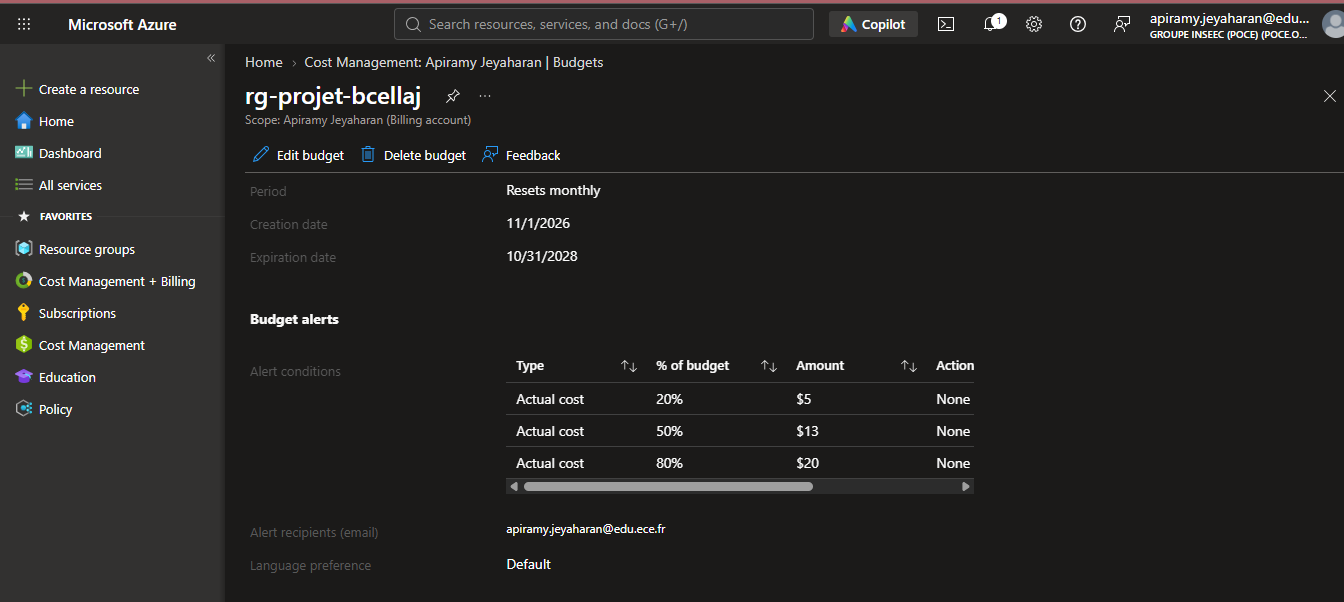 Microsoft Azure
Search resources, services, and docs (G+/)
Copilot
1
apiramy.jeyaharan@edu...
GROUPE INSEEC (POCE) (POCE.O...
«
Create a resource
Home
Dashboard
All services
FAVORITES
Resource groups
Cost Management + Billing
Subscriptions
Cost Management
Education
Policy
Home > Cost Management: Apiramy Jeyaharan | Budgets
rg-projet-bcellaj ...
Scope: Apiramy Jeyaharan (Billing account)
Edit budget Delete budget Feedback
Period Resets monthly
Creation date 11/1/2026
Expiration date 10/31/2028
Budget alerts
Alert conditions
Type % of budget Amount Action
Actual cost 20% $5 None
Actual cost 50% $13 None
Actual cost 80% $20 None
Alert recipients (email) apiramy.jeyaharan@edu.ece.fr
Language preference Default